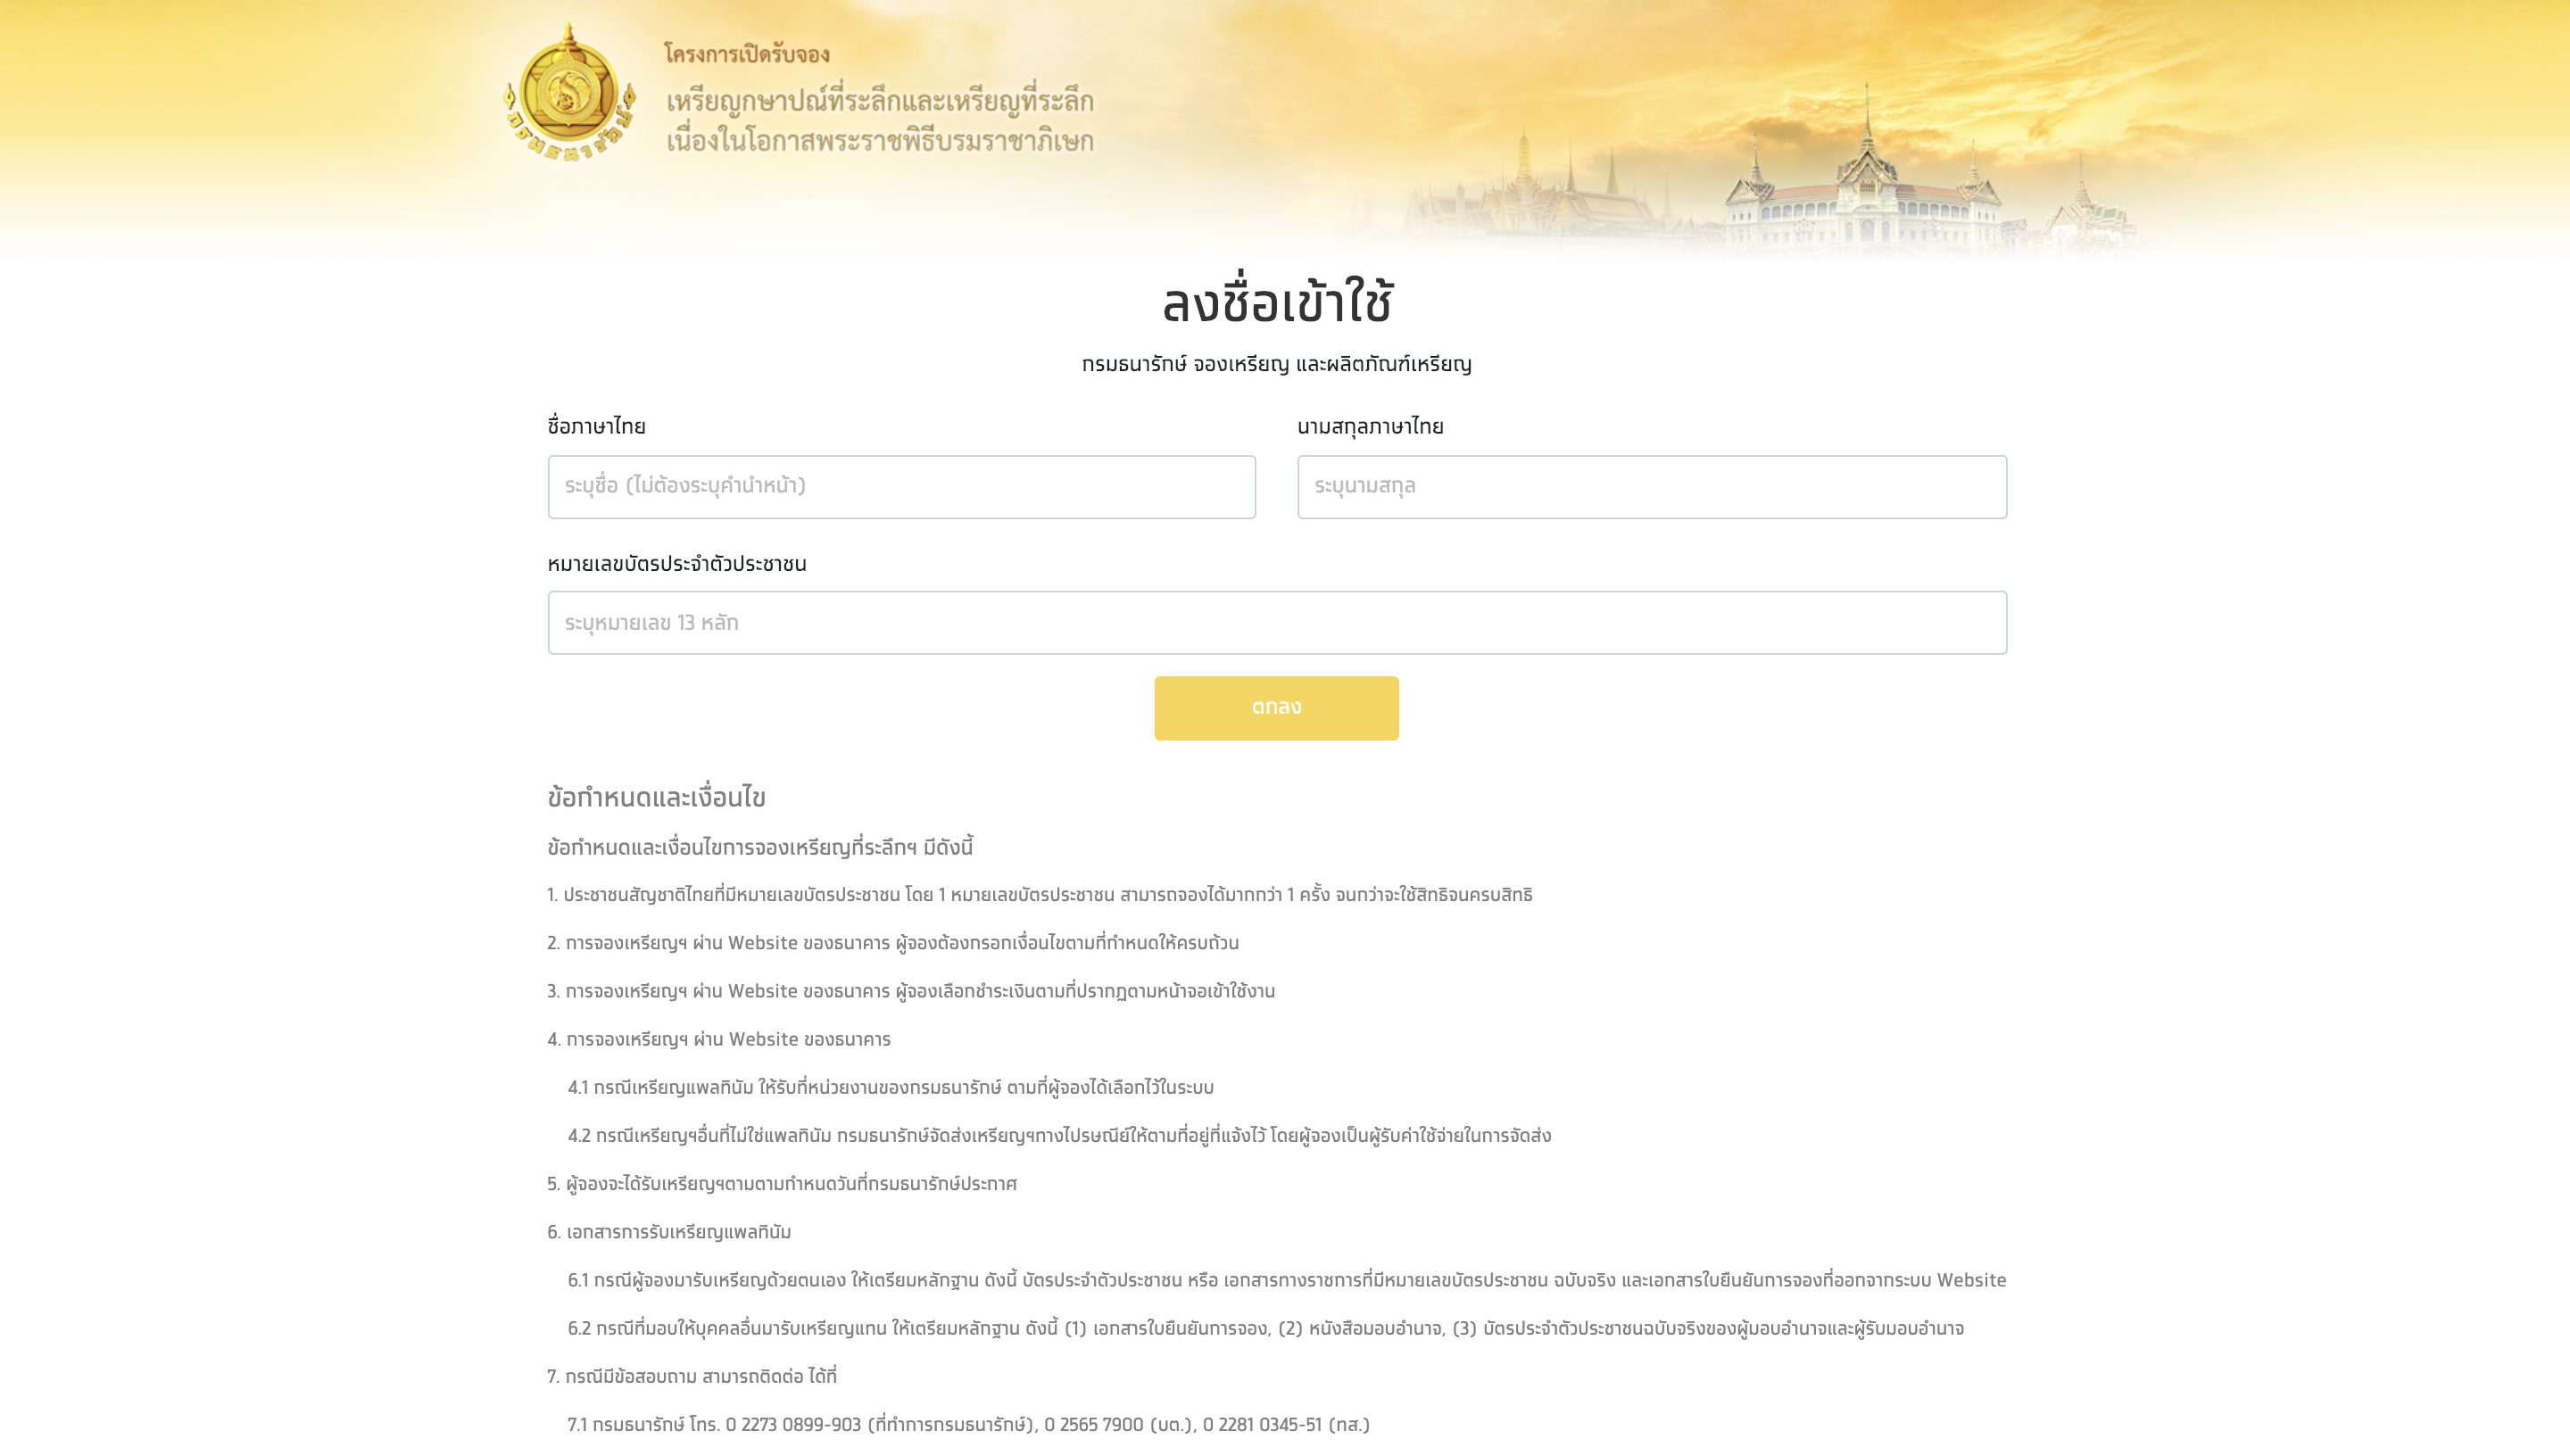 โครงการเปิดรับจอง
เหรียญกษาปณ์ที่ระลึกและเหรียญที่ระลึก
เนื่องในโอกาสพระราชพิธีบรมราชาภิเษก
กรมธนารักษ์
ลงชื่อเข้าใช้
กรมธนารักษ์ จองเหรียญ และผลิตภัณฑ์เหรียญ
ชื่อภาษาไทย
นามสกุลภาษาไทย
ระบุชื่อ (ไม่ต้องระบุคำนำหน้า)
ระบุนามสกุล
หมายเลขบัตรประจำตัวประชาชน
ระบุหมายเลข 13 หลัก
ตกลง
ข้อกำหนดและเงื่อนไข
ข้อกำหนดและเงื่อนไขการจองเหรียญที่ระลึกฯ มีดังนี้
1. ประชาชนสัญชาติไทยที่มีหมายเลขบัตรประชาชน โดย 1 หมายเลขบัตรประชาชน สามารถจองได้มากกว่า 1 ครั้ง จนกว่าจะใช้สิทธิจนครบสิทธิ
2. การจองเหรียญฯ ผ่าน Website ของธนาคาร ผู้จองต้องกรอกเงื่อนไขตามที่กำหนดให้ครบถ้วน
3. การจองเหรียญฯ ผ่าน Website ของธนาคาร ผู้จองเลือกชำระเงินตามที่ปรากฏตามหน้าจอเข้าใช้งาน
4. การจองเหรียญฯ ผ่าน Website ของธนาคาร
4.1 กรณีเหรียญแพลทินัม ให้รับที่หน่วยงานของกรมธนารักษ์ ตามที่ผู้จองได้เลือกไว้ในระบบ
4.2 กรณีเหรียญฯอื่นที่ไม่ใช่แพลทินัม กรมธนารักษ์จัดส่งเหรียญฯทางไปรษณีย์ให้ตามที่อยู่ที่แจ้งไว้ โดยผู้จองเป็นผู้รับค่าใช้จ่ายในการจัดส่ง
5. ผู้จองจะได้รับเหรียญฯตามตามกำหนดวันที่กรมธนารักษ์ประกาศ
6. เอกสารการรับเหรียญแพลทินัม
6.1 กรณีผู้จองมารับเหรียญด้วยตนเอง ให้เตรียมหลักฐาน ดังนี้ บัตรประจำตัวประชาชน หรือ เอกสารทางราชการที่มีหมายเลขบัตรประชาชน ฉบับจริง และเอกสารใบยืนยันการจองที่ออกจากระบบ Website
6.2 กรณีที่มอบให้บุคคลอื่นมารับเหรียญแทน ให้เตรียมหลักฐาน ดังนี้ (1) เอกสารใบยืนยันการจอง, (2) หนังสือมอบอำนาจ, (3) บัตรประจำตัวประชาชนฉบับจริงของผู้มอบอำนาจและผู้รับมอบอำนาจ
7. กรณีมีข้อสอบถาม สามารถติดต่อ ได้ที่
7.1 กรมธนารักษ์ โทร. 0 2273 0899-903 (ที่ทำการกรมธนารักษ์), 0 2565 7900 (บต.), 0 2281 0345-51 (ทส.)